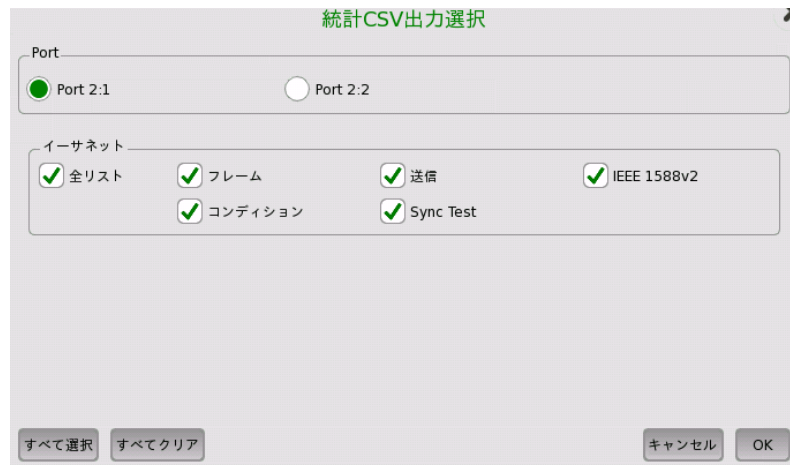 統計CSV出力選択
Port
Port 2:1 Port 2:2
イーサネット
全リスト フレーム 送信 IEEE 1588v2
コンディション Sync Test
すべて選択 すべてクリア キャンセル OK